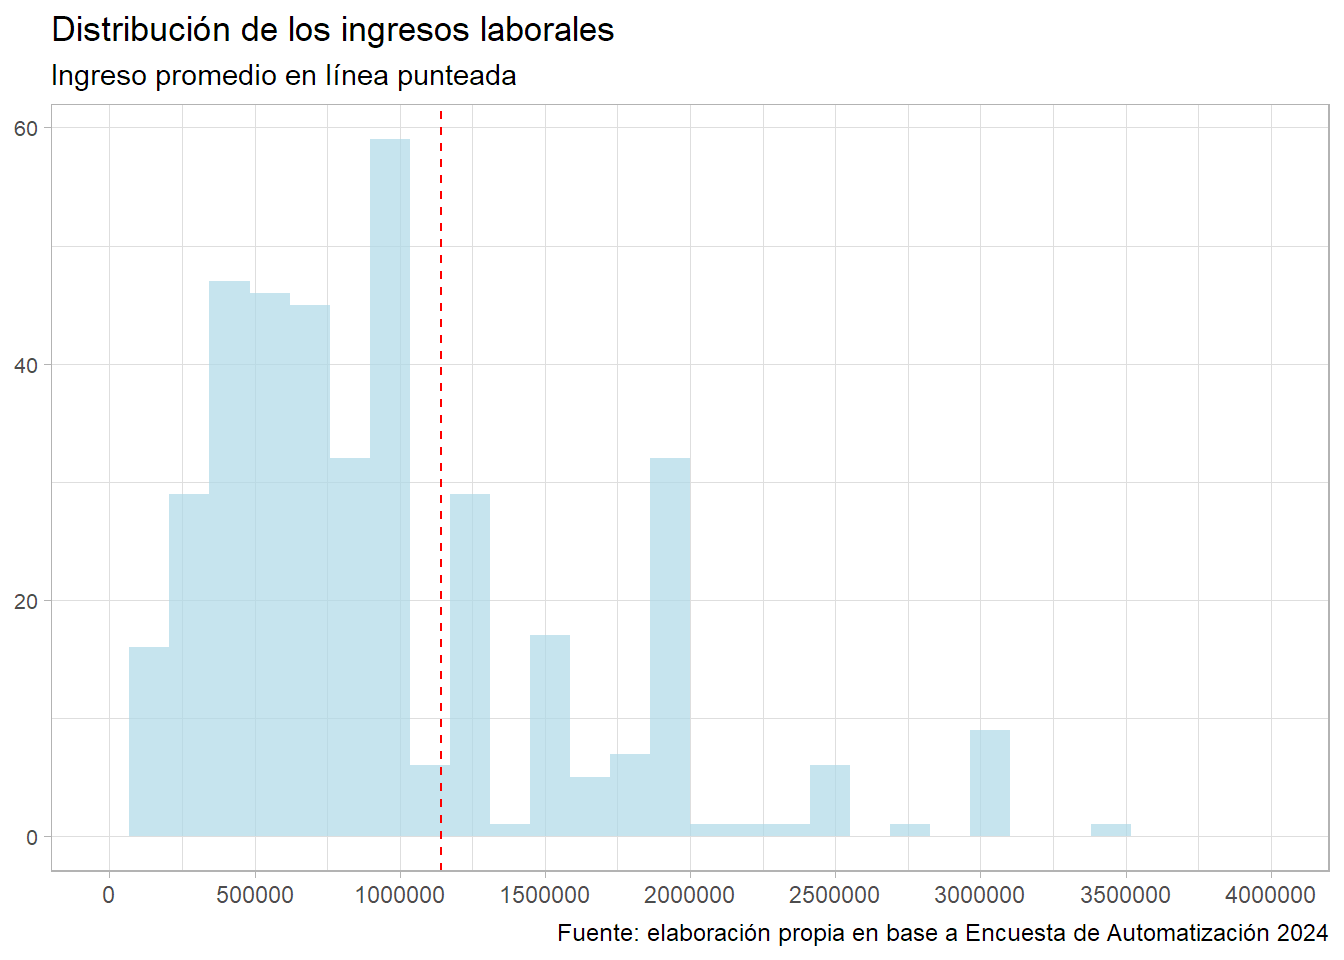 Distribución de los ingresos laborales
Ingreso promedio en línea punteada
60
40
20
0
0 500000 1000000 1500000 2000000 2500000 3000000 3500000 4000000
Fuente: elaboración propia en base a Encuesta de Automatización 2024